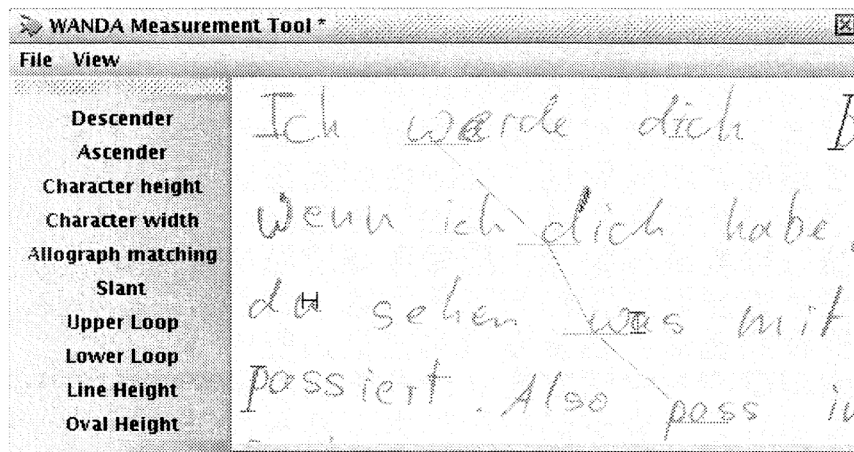 WANDA Measurement Tool *
File View
Descender
Ascender
Character height
Character width
Allograph matching
Slant
Upper Loop
Lower Loop
Line Height
Oval Height
Ich werde dich
Wenn ich dich habe,
du sehen was mit
passiert. Also pass